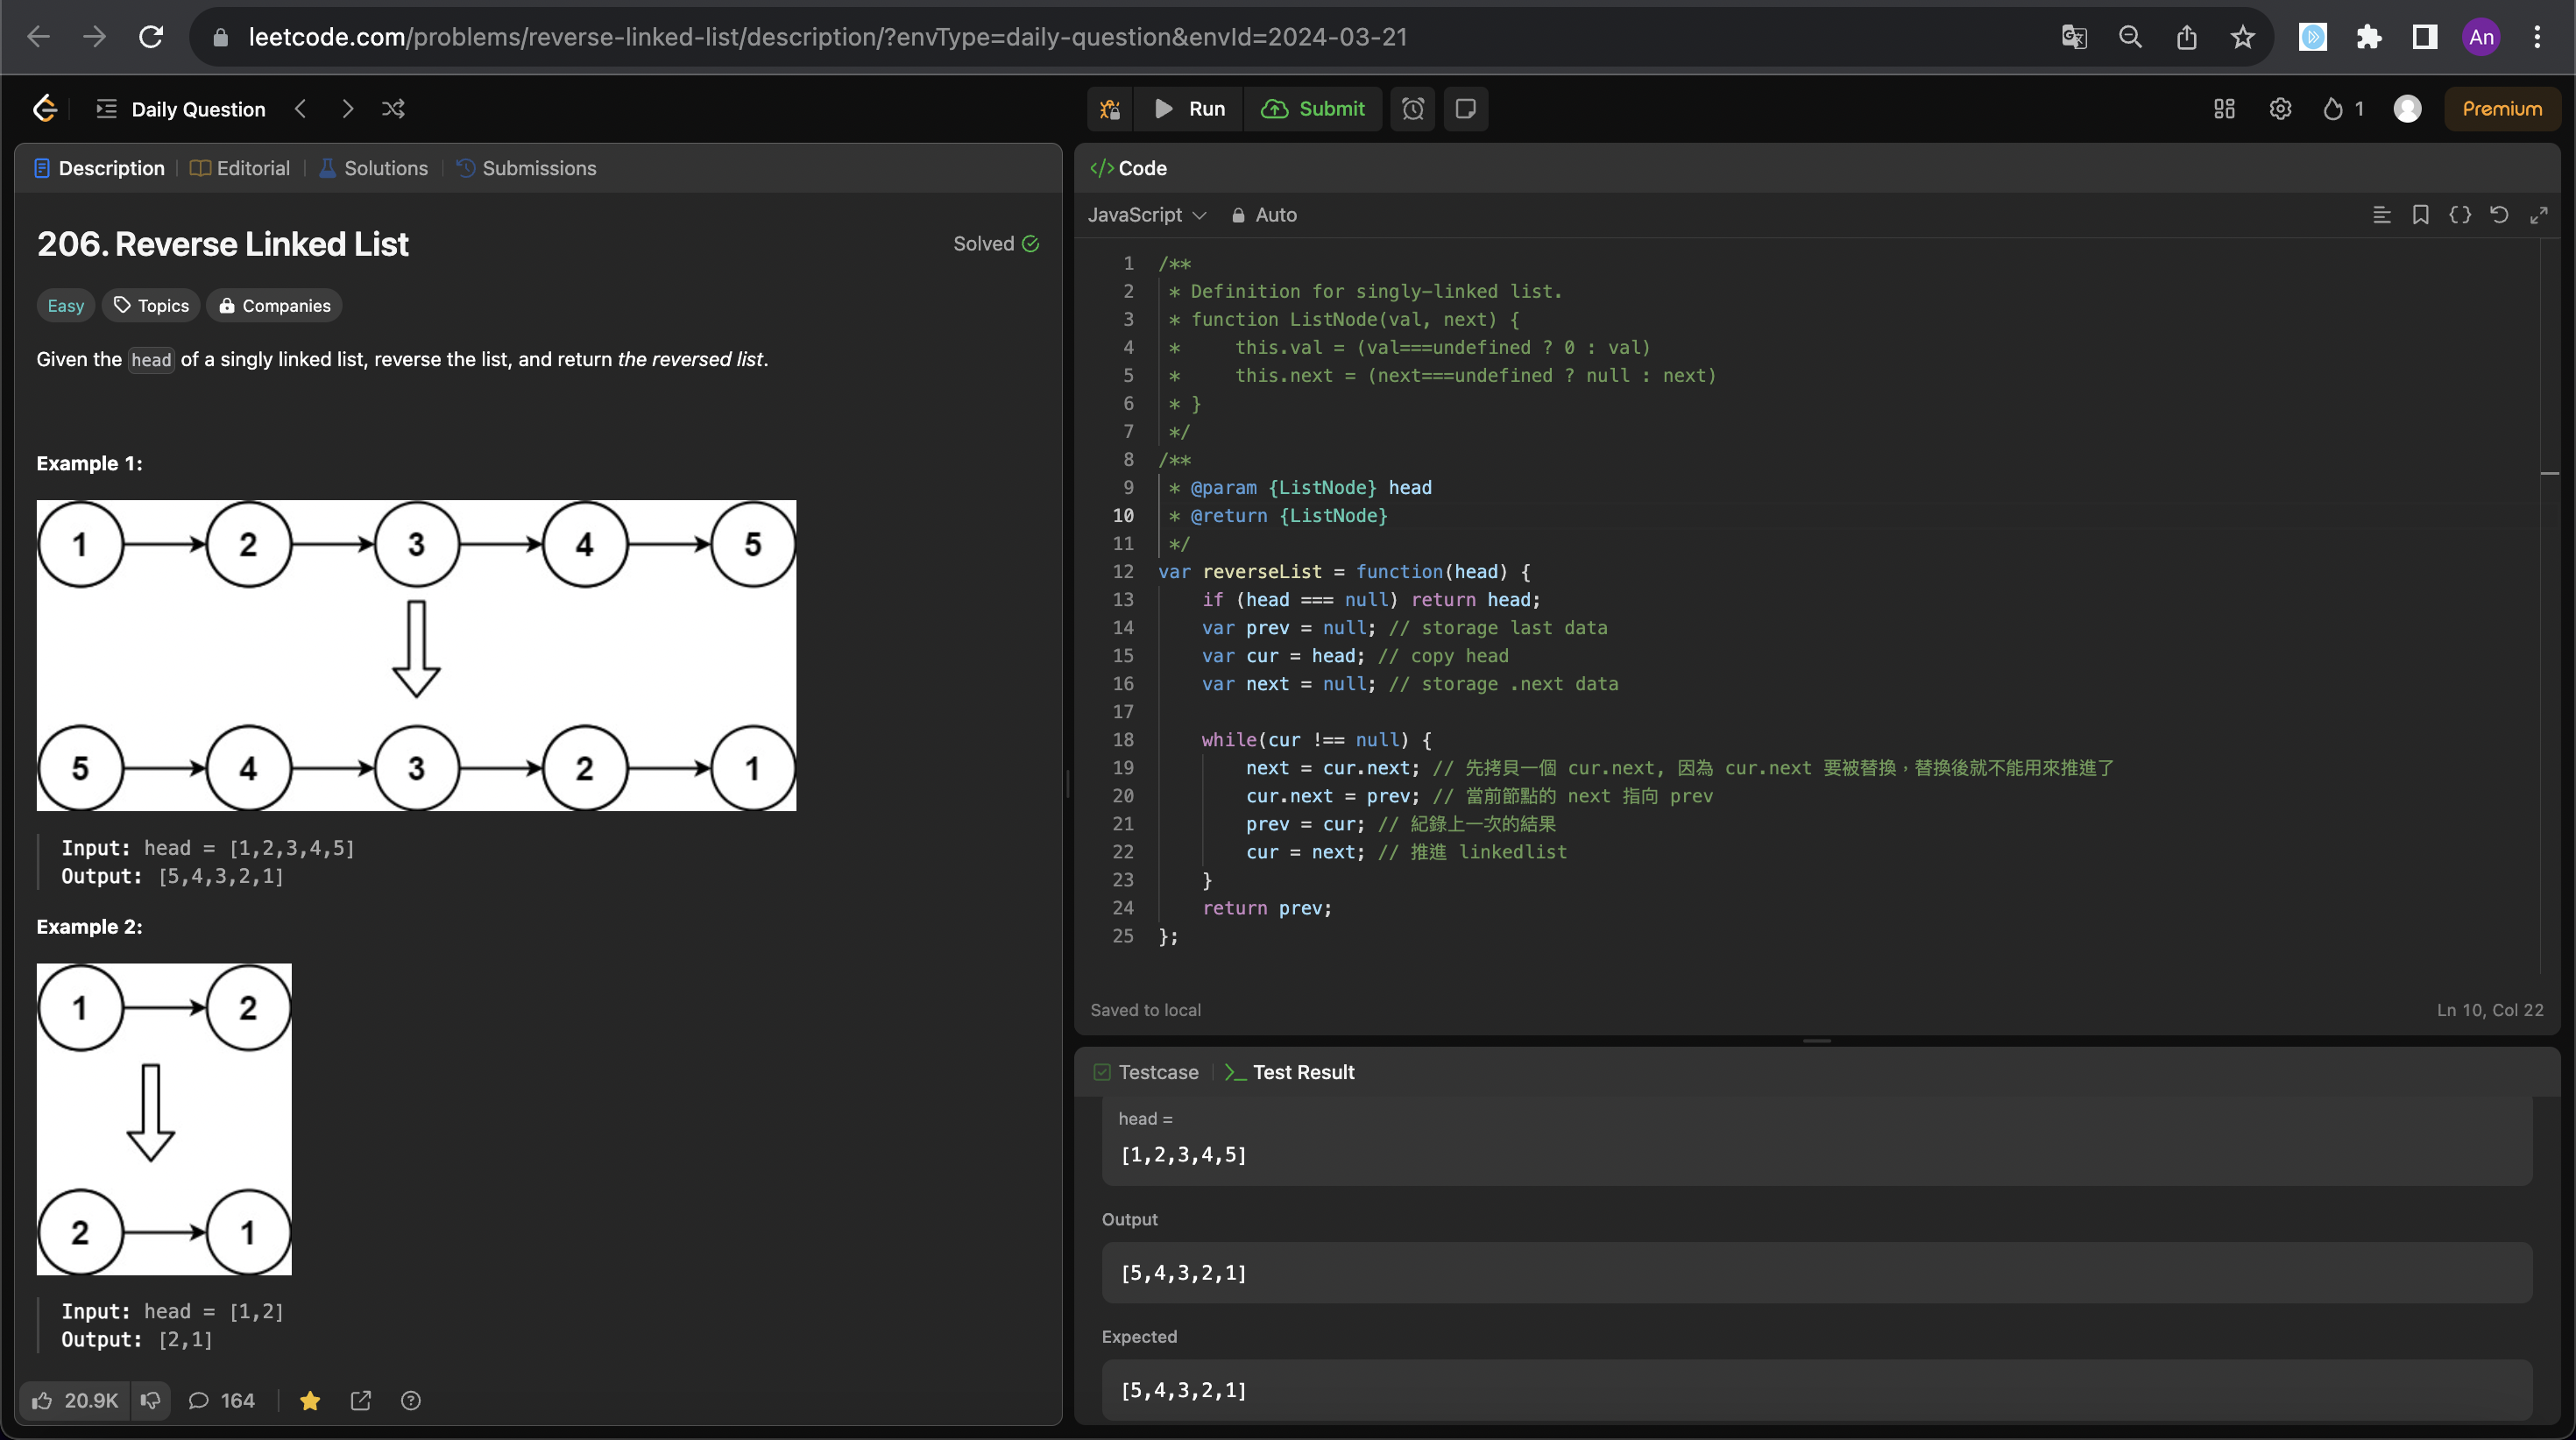 leetcode.com/problems/reverse-linked-list/description/?envType=daily-question&envId=2024-03-21
An
Daily Question
Run
Submit
1
Premium
Description
Editorial
Solutions
Submissions
206. Reverse Linked List
Solved
Easy
Topics
Companies
Given the head of a singly linked list, reverse the list, and return the reversed list.
Example 1:
1 2 3 4 5
5 4 3 2 1
Input: head = [1,2,3,4,5]
Output: [5,4,3,2,1]
Example 2:
1 2
2 1
Input: head = [1,2]
Output: [2,1]
20.9K
164
</> Code
JavaScript
Auto
1 /**
2 * Definition for singly-linked list.
3 * function ListNode(val, next) {
4 *     this.val = (val===undefined ? 0 : val)
5 *     this.next = (next===undefined ? null : next)
6 * }
7 */
8 /**
9 * @param {ListNode} head
10 * @return {ListNode}
11 */
12 var reverseList = function(head) {
13     if (head === null) return head;
14     var prev = null; // storage last data
15     var cur = head; // copy head
16     var next = null; // storage .next data
17
18     while(cur !== null) {
19         next = cur.next; // 先拷貝一個 cur.next, 因為 cur.next 要被替換，替換後就不能用來推進了
20         cur.next = prev; // 當前節點的 next 指向 prev
21         prev = cur; // 紀錄上一次的結果
22         cur = next; // 推進 linkedlist
23     }
24     return prev;
25 };
Saved to local
Ln 10, Col 22
Testcase
Test Result
head =
[1,2,3,4,5]
Output
[5,4,3,2,1]
Expected
[5,4,3,2,1]